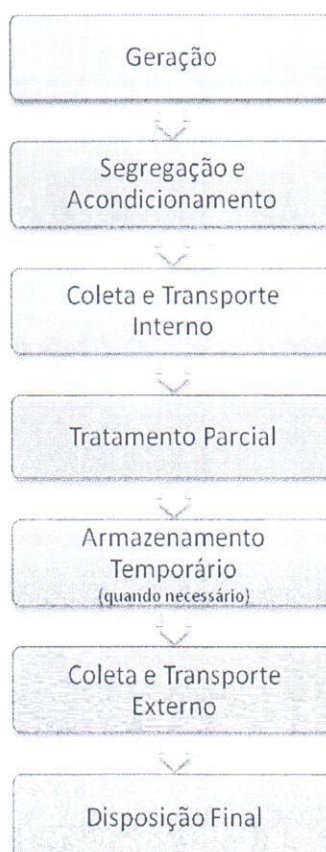 Geração
Segregação e
Acondicionamento
Coleta e Transporte
Interno
Tratamento Parcial
Armazenamento
Temporário
(quando necessário)
Coleta e Transporte
Externo
Disposição Final